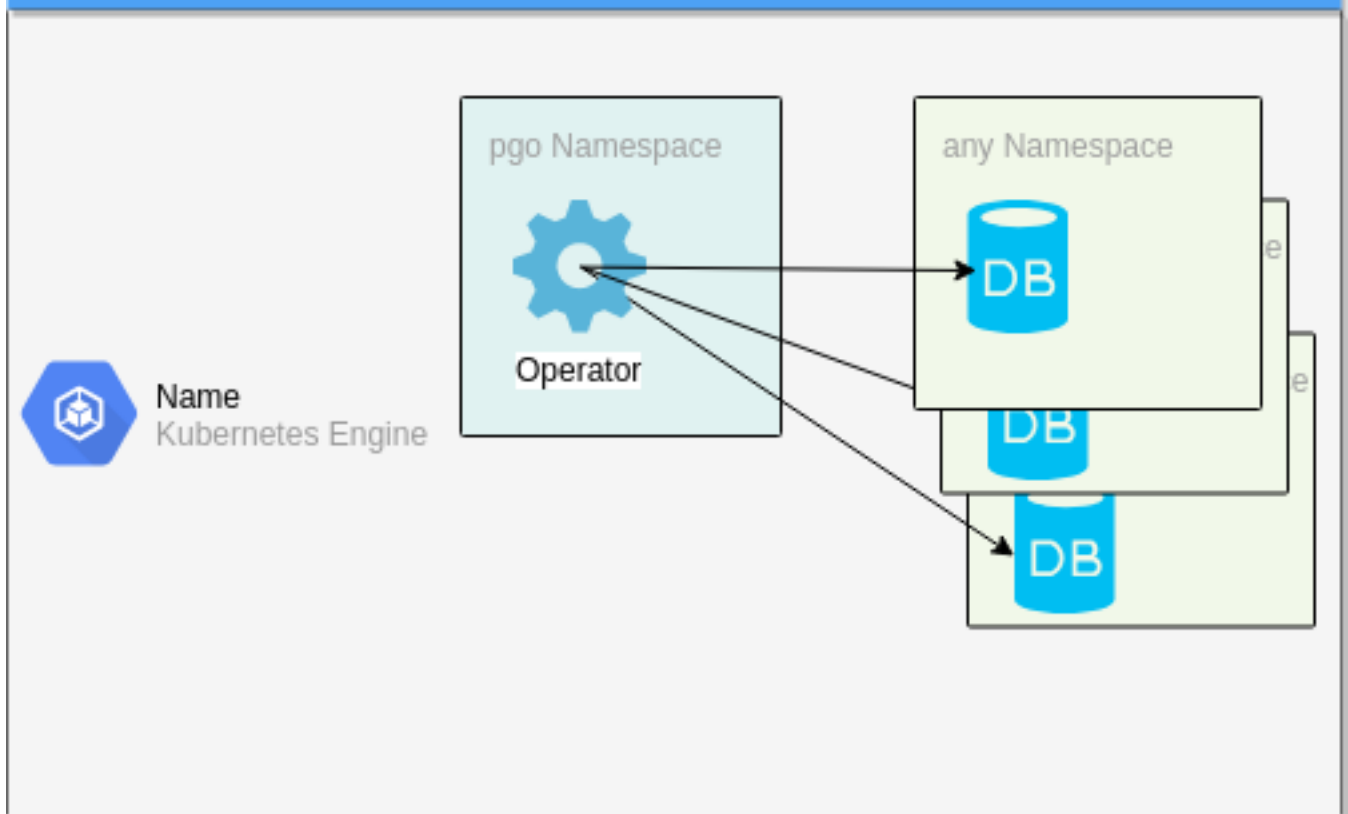 pgo Namespace
any Namespace
e
DB
Operator
e
Name
DB
Kubernetes Engine
DB